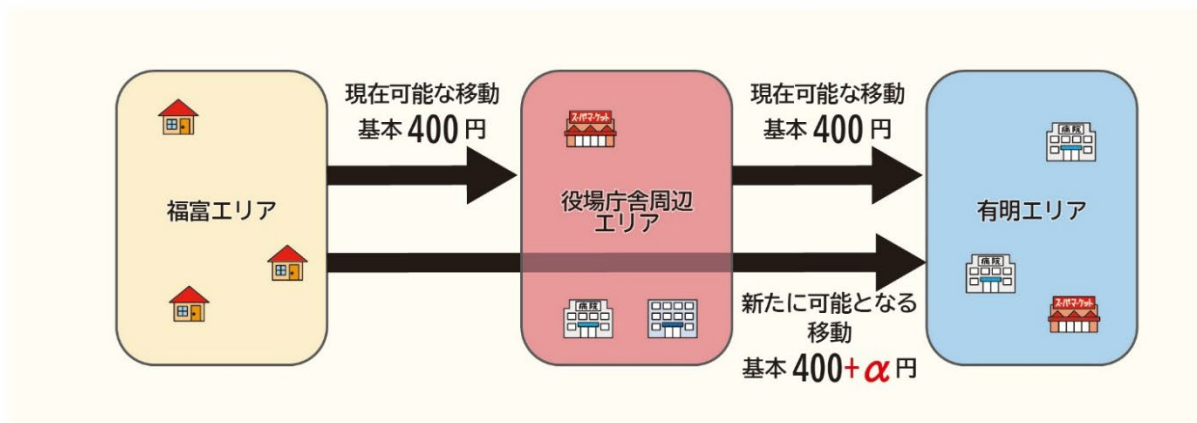 現在可能な移動
基本400円
現在可能な移動
基本400円
スーパーマーケット
病院
福富エリア
役場庁舎周辺
エリア
有明エリア
病院
病院
スーパーマーケット
新たに可能となる
移動
基本400+α円